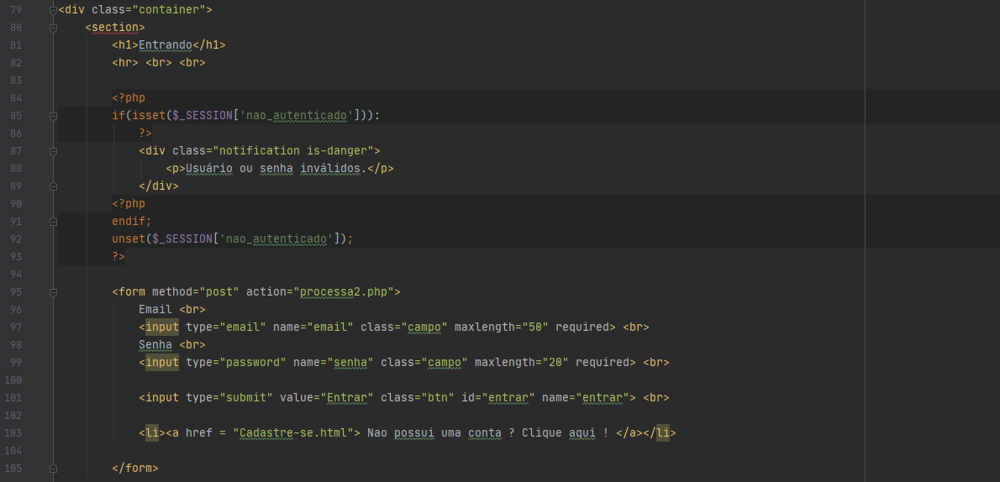 79 <div class="container">
80 <section>
81 <h1>Entrando</h1>
82 <hr> <br> <br>
83
84 <?php
85 if(isset($_SESSION['nao_autenticado'])):
86 ?>
87 <div class="notification is-danger">
88 <p>Usuário ou senha inválidos.</p>
89 </div>
90 <?php
91 endif;
92 unset($_SESSION['nao_autenticado']);
93 ?>
94
95 <form method="post" action="processa2.php">
96 Email <br>
97 <input type="email" name="email" class="campo" maxlength="50" required> <br>
98 Senha <br>
99 <input type="password" name="senha" class="campo" maxlength="20" required> <br>
100
101 <input type="submit" value="Entrar" class="btn" id="entrar" name="entrar"> <br>
102
103 <li><a href = "Cadastre-se.html"> Nao possui uma conta ? Clique aqui ! </a></li>
104
105 </form>